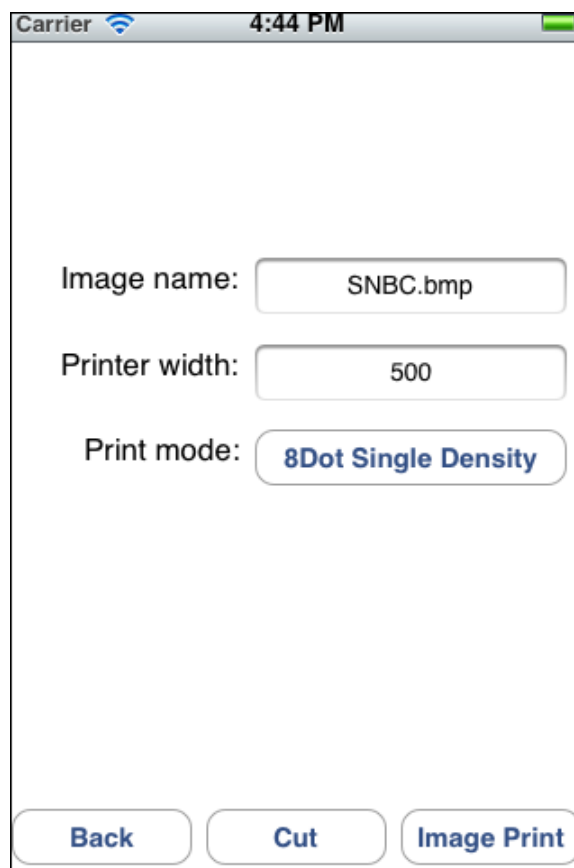 Carrier 4:44 PM
Image name: SNBC.bmp
Printer width: 500
Print mode: 8Dot Single Density
Back Cut Image Print